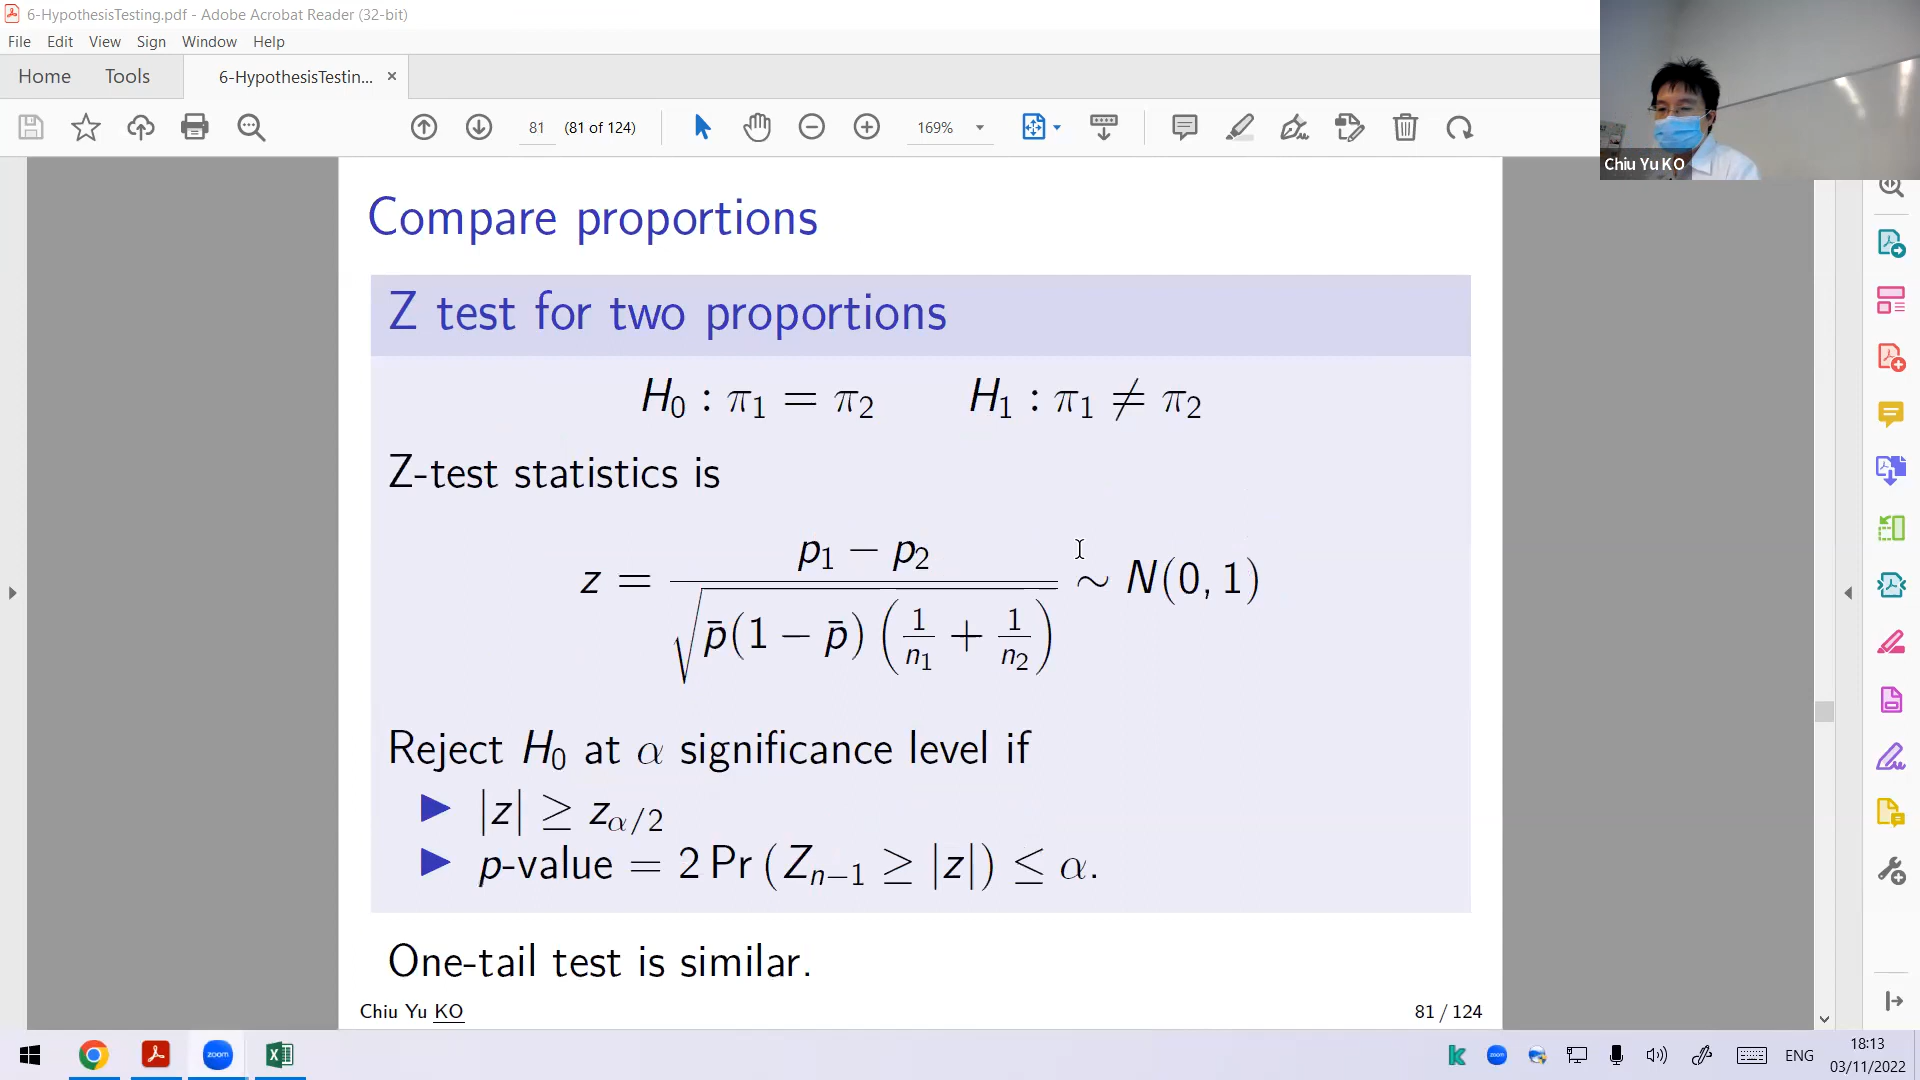 6-HypothesisTesting.pdf - Adobe Acrobat Reader (32-bit)
File Edit View Sign Window Help
Home Tools 6-HypothesisTestin... ×
81 (81 of 124) 169%
Chiu Yu KO
Compare proportions
Z test for two proportions
H₀ : π₁ = π₂ H₁ : π₁ ≠ π₂
Z-test statistics is
z = (p₁ − p₂) / √(p̄(1 − p̄)(1/n₁ + 1/n₂)) ∼ N(0, 1)
Reject H₀ at α significance level if
▶ |z| ≥ z_{α/2}
▶ p-value = 2 Pr (Z_{n−1} ≥ |z|) ≤ α.
One-tail test is similar.
Chiu Yu KO 81 / 124
zoom
zoom
ENG
18:13
03/11/2022